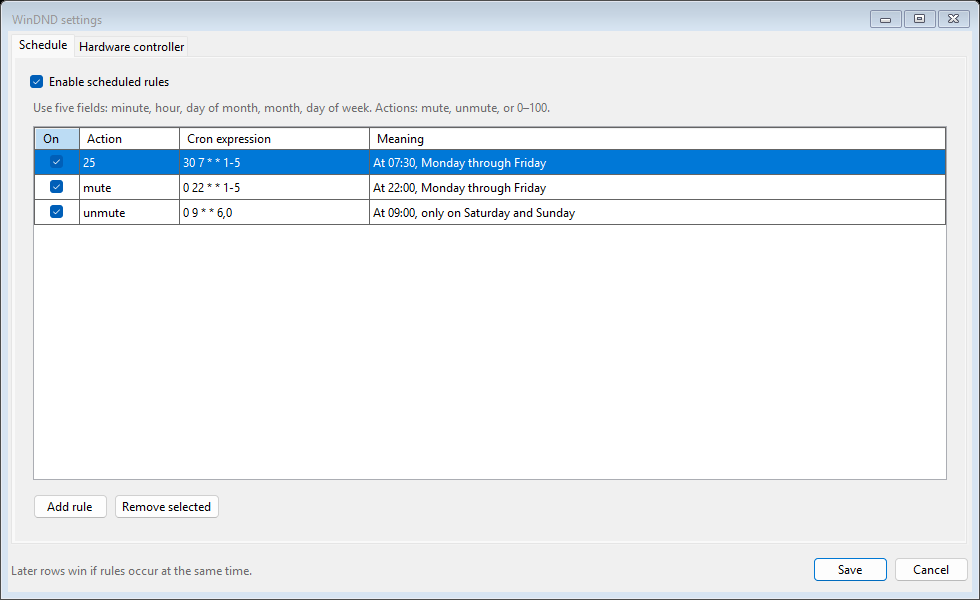 WinDND settings
Schedule Hardware controller
Enable scheduled rules
Use five fields: minute, hour, day of month, month, day of week. Actions: mute, unmute, or 0–100.
On Action Cron expression Meaning
25 30 7 * * 1-5 At 07:30, Monday through Friday
mute 0 22 * * 1-5 At 22:00, Monday through Friday
unmute 0 9 * * 6,0 At 09:00, only on Saturday and Sunday
Add rule Remove selected
Later rows win if rules occur at the same time.
Save Cancel